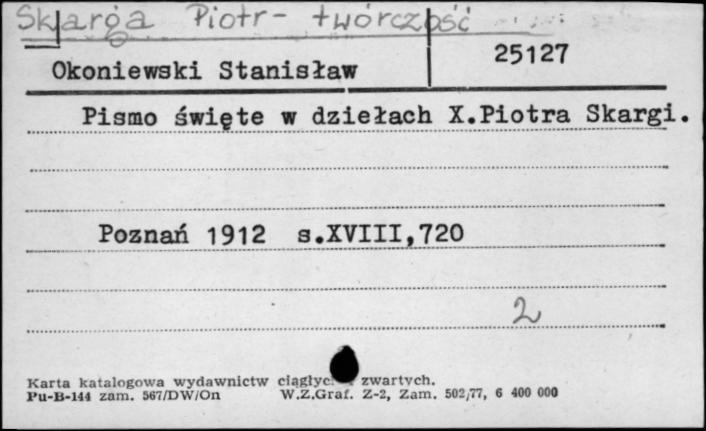 Skarga Piotr - twórczość
Okoniewski Stanisław
25127
Pismo święte w dziełach X.Piotra Skargi.
Poznań 1912 s.XVIII,720
2
Karta katalogowa wydawnictw zwartych.
Pu-B-144 zam. 567/DW/On W.Z.Graf. Z-2, Zam. 502/77, 6 400 000